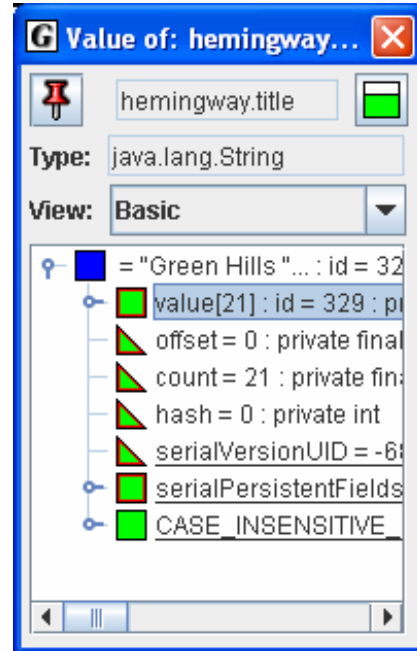 G Value of: hemingway...
hemingway.title
Type: java.lang.String
View: Basic
= "Green Hills "... : id = 32
value[21] : id = 329 : pr
offset = 0 : private final
count = 21 : private fin
hash = 0 : private int
serialVersionUID = -6
serialPersistentFields
CASE_INSENSITIVE_